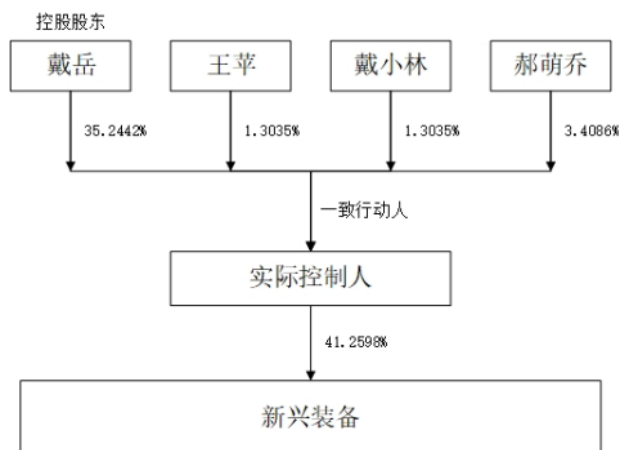 控股股东
戴岳
王苹
戴小林
郝萌乔
35.2442%
1.3035%
1.3035%
3.4086%
一致行动人
实际控制人
41.2598%
新兴装备